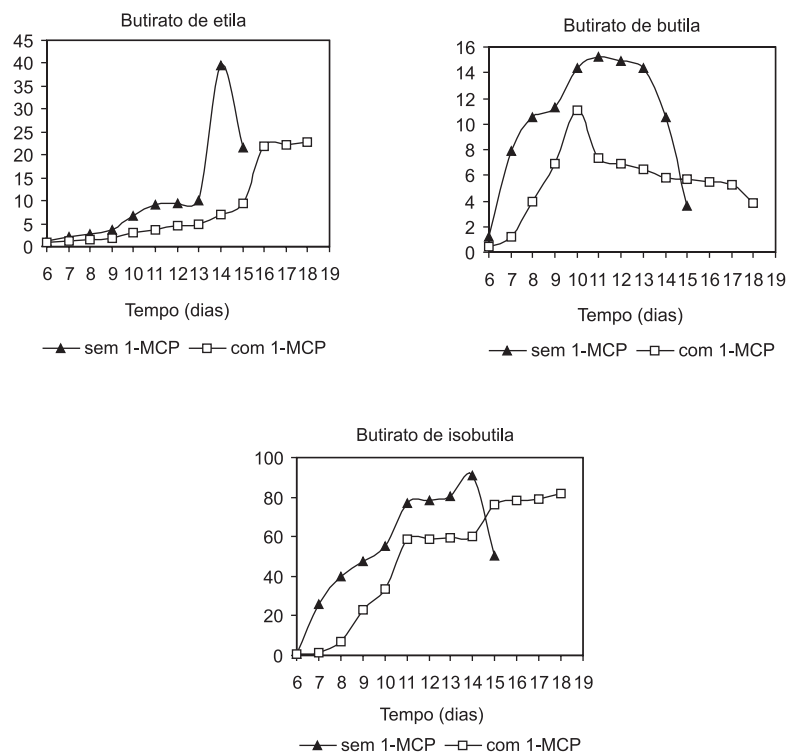 Butirato de etila
45
40
35
30
25
20
15
10
5
0
6 7 8 9 10 11 12 13 14 15 16 17 18 19
Tempo (dias)
sem 1-MCP com 1-MCP
Butirato de butila
16
14
12
10
8
6
4
2
0
6 7 8 9 10 11 12 13 14 15 16 17 18 19
Tempo (dias)
sem 1-MCP com 1-MCP
Butirato de isobutila
100
80
60
40
20
0
6 7 8 9 10 11 12 13 14 15 16 17 18 19
Tempo (dias)
sem 1-MCP com 1-MCP